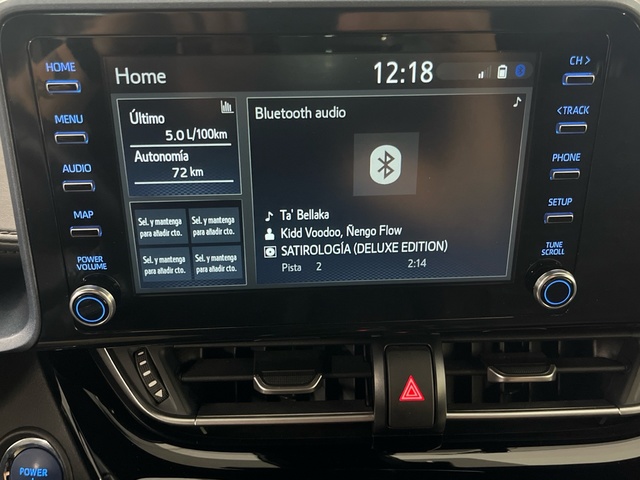 HOME
MENU
AUDIO
MAP
POWER
VOLUME
Home
12:18
Último
5.0 L/100km
Autonomía
72 km
Sel. y mantenga
para añadir cto.
Sel. y mantenga
para añadir cto.
Sel. y mantenga
para añadir cto.
Sel. y mantenga
para añadir cto.
Bluetooth audio
Ta' Bellaka
Kidd Voodoo, Ñengo Flow
SATIROLOGÍA (DELUXE EDITION)
Pista 2 2:14
CH >
< TRACK
PHONE
SETUP
TUNE
SCROLL
POWER